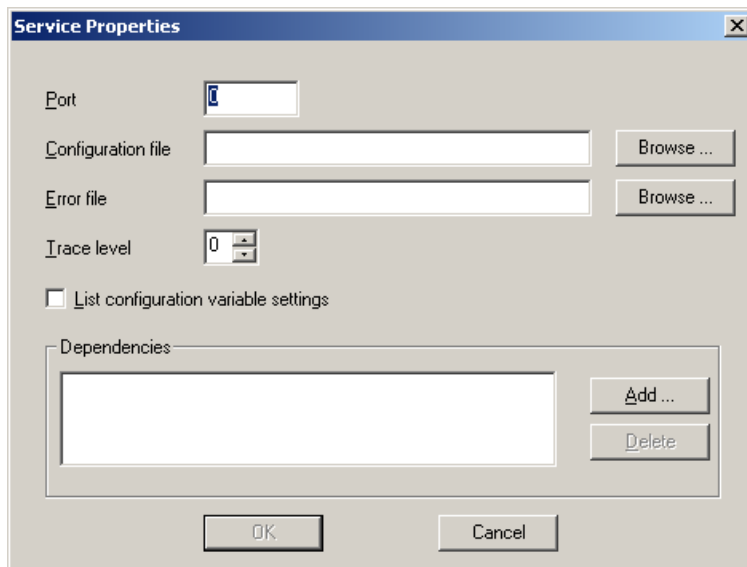 Service Properties
Port 0
Configuration file Browse ...
Error file Browse ...
Trace level 0
List configuration variable settings
Dependencies
Add ...
Delete
OK Cancel